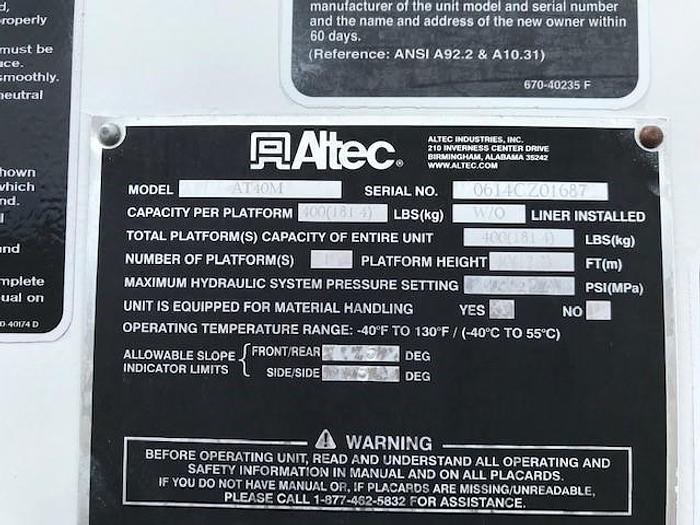 d,
roperly
must be
uce.
smoothly.
neutral
hown
which
nd.
l
and
mplete
ual on
0-40174 D
manufacturer of the unit model and serial number
and the name and address of the new owner within
60 days.
(Reference: ANSI A92.2 & A10.31)
670-40235 F
Altec®
ALTEC INDUSTRIES, INC.
210 INVERNESS CENTER DRIVE
BIRMINGHAM, ALABAMA 35242
WWW.ALTEC.COM
MODEL AT40M SERIAL NO. 0614CZ01687
CAPACITY PER PLATFORM 400(181.4) LBS(kg) W/O LINER INSTALLED
TOTAL PLATFORM(S) CAPACITY OF ENTIRE UNIT 400(181.4) LBS(kg)
NUMBER OF PLATFORM(S) PLATFORM HEIGHT FT(m)
MAXIMUM HYDRAULIC SYSTEM PRESSURE SETTING PSI(MPa)
UNIT IS EQUIPPED FOR MATERIAL HANDLING YES NO
OPERATING TEMPERATURE RANGE: -40°F TO 130°F / (-40°C TO 55°C)
ALLOWABLE SLOPE INDICATOR LIMITS { FRONT/REAR DEG
SIDE/SIDE DEG
⚠ WARNING
BEFORE OPERATING UNIT, READ AND UNDERSTAND ALL OPERATING AND
SAFETY INFORMATION IN MANUAL AND ON ALL PLACARDS.
IF YOU DO NOT HAVE MANUAL OR, IF PLACARDS ARE MISSING/UNREADABLE,
PLEASE CALL 1-877-462-5832 FOR ASSISTANCE.